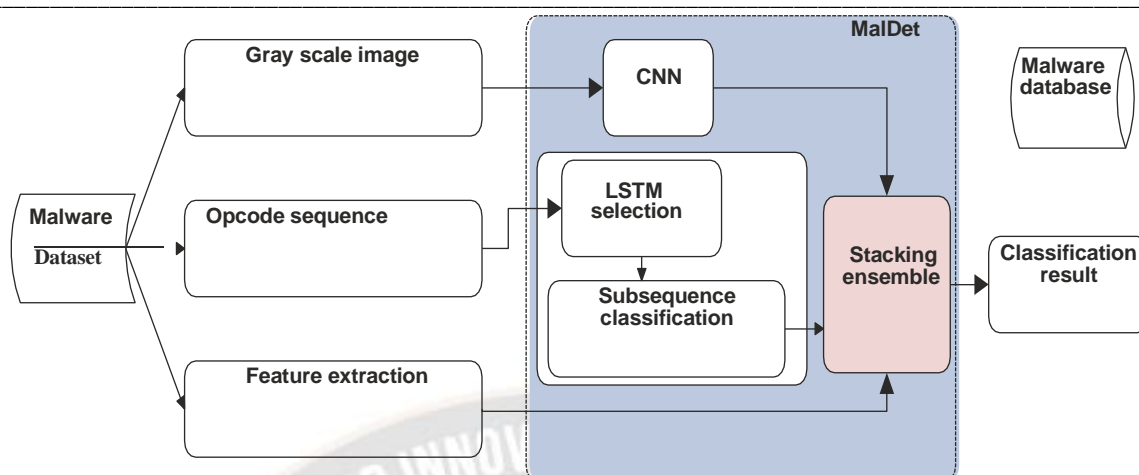 MalDet
Gray scale image
CNN
Malware
database
LSTM
selection
Malware
Dataset
Opcode sequence
Stacking
ensemble
Classification
result
Subsequence
classification
Feature extraction
INNO